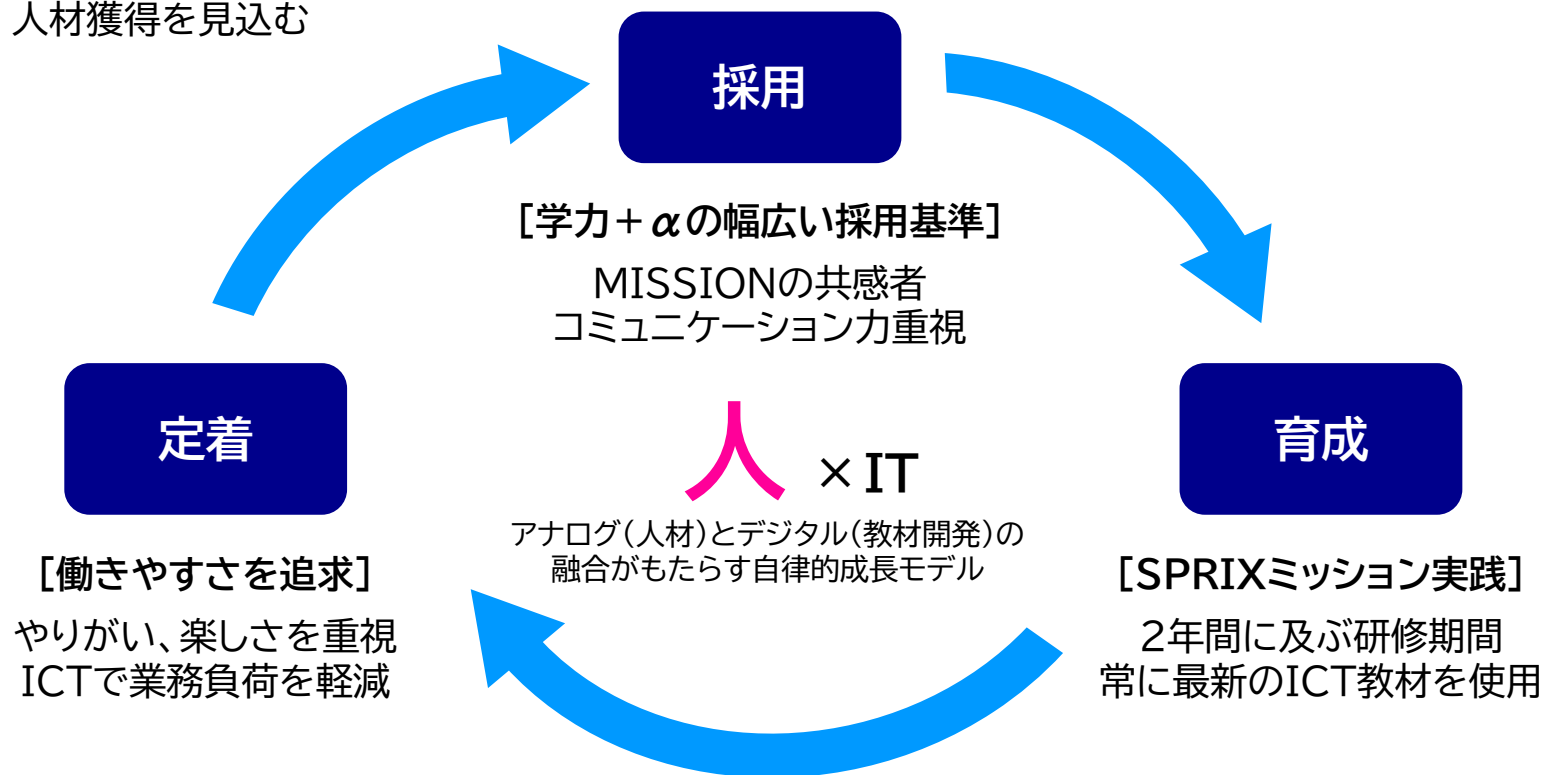 人材獲得を見込む
採用
[学力+αの幅広い採用基準]
MISSIONの共感者
コミュニケーション力重視
定着
[働きやすさを追求]
やりがい、楽しさを重視
ICTで業務負荷を軽減
人 ×IT
アナログ(人材)とデジタル(教材開発)の
融合がもたらす自律的成長モデル
育成
[SPRIXミッション実践]
2年間に及ぶ研修期間
常に最新のICT教材を使用